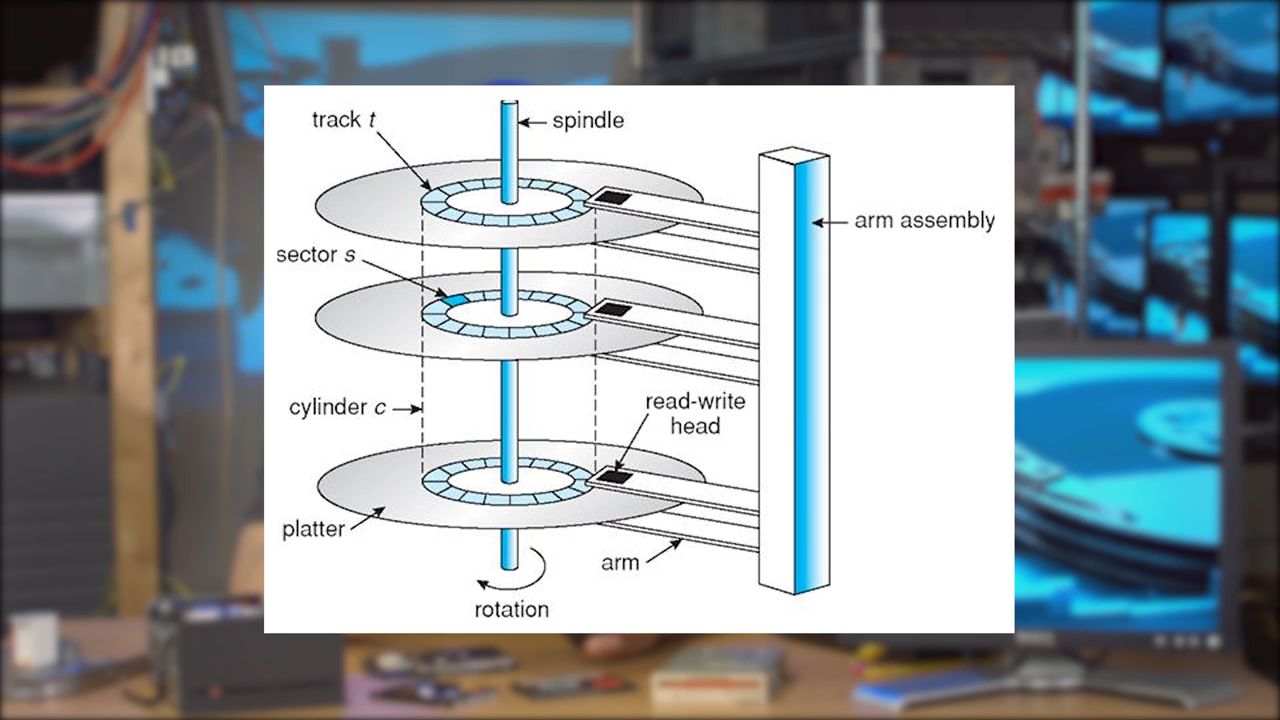 track t
spindle
arm assembly
sector s
cylinder c
read-write
head
platter
arm
rotation